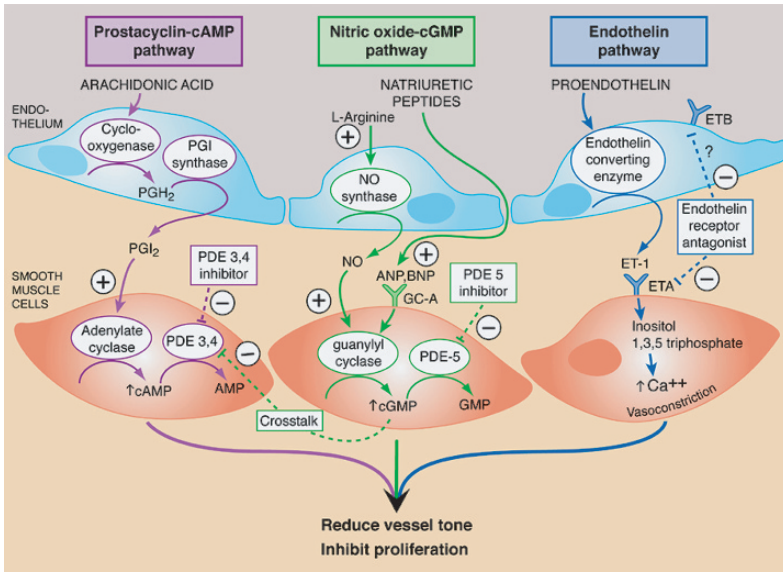 Prostacyclin-cAMP
pathway
Nitric oxide-cGMP
pathway
Endothelin
pathway
ARACHIDONIC ACID
NATRIURETIC
PEPTIDES
PROENDOTHELIN
ENDO-
THELIUM
Cyclo-
oxygenase
PGI
synthase
PGH2
L-Arginine
+
NO
synthase
Endothelin
converting
enzyme
ETB
?
−
Endothelin
receptor
antagonist
PGI2
PDE 3,4
inhibitor
NO
+
ANP,BNP
GC-A
PDE 5
inhibitor
ET-1
ETA
−
SMOOTH
MUSCLE
CELLS
+
−
+
−
Adenylate
cyclase
PDE 3,4
−
↑cAMP
AMP
guanylyl
cyclase
PDE-5
↑cGMP
GMP
Crosstalk
Inositol
1,3,5 triphosphate
↑Ca++
Vasoconstriction
Reduce vessel tone
Inhibit proliferation